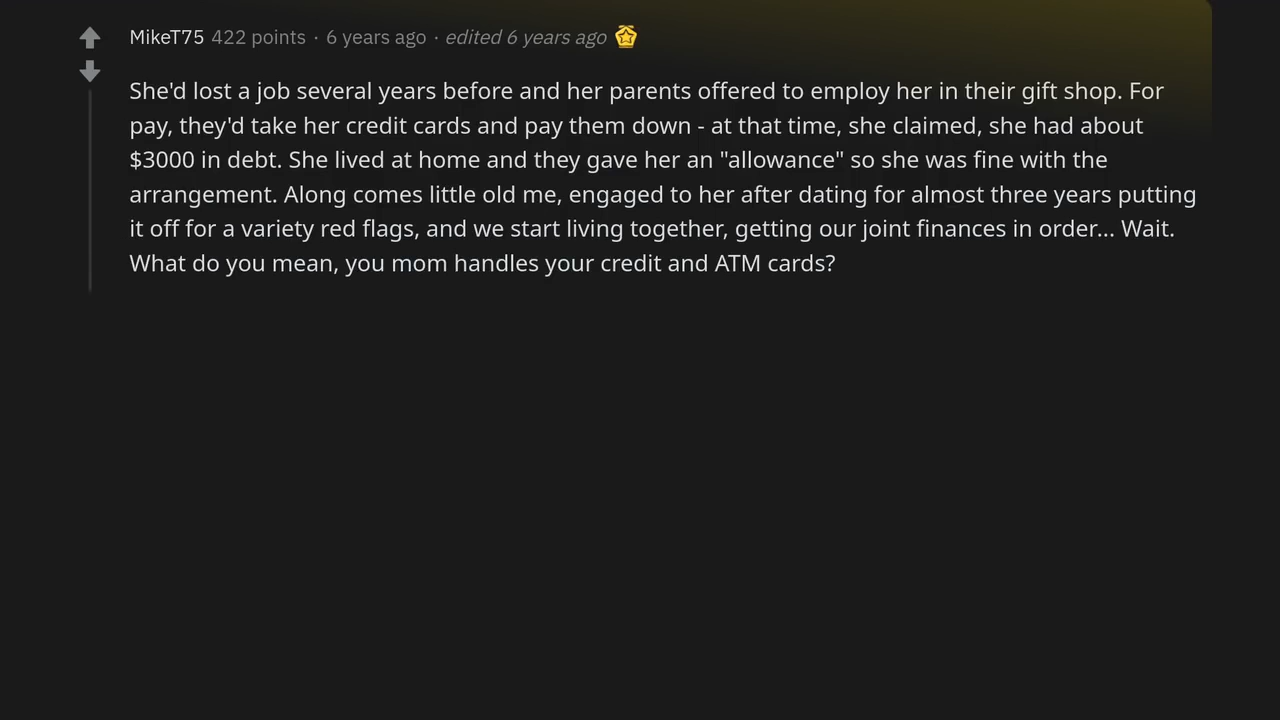 MikeT75 422 points · 6 years ago · edited 6 years ago
She'd lost a job several years before and her parents offered to employ her in their gift shop. For
pay, they'd take her credit cards and pay them down - at that time, she claimed, she had about
$3000 in debt. She lived at home and they gave her an "allowance" so she was fine with the
arrangement. Along comes little old me, engaged to her after dating for almost three years putting
it off for a variety red flags, and we start living together, getting our joint finances in order... Wait.
What do you mean, you mom handles your credit and ATM cards?